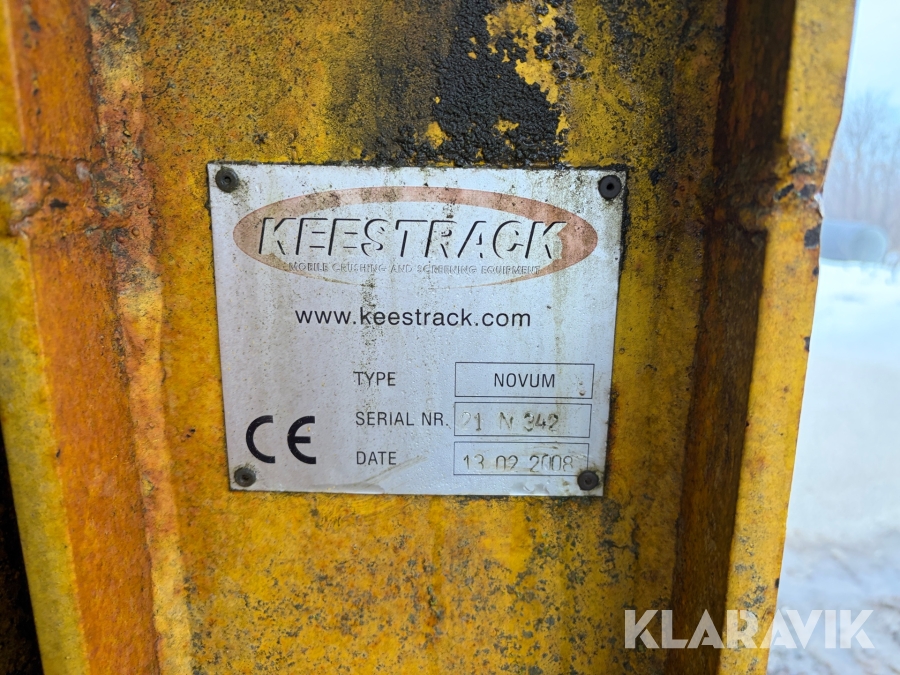 KEESTRACK
MOBILE CRUSHING AND SCREENING EQUIPMENT
www.keestrack.com
TYPE NOVUM
SERIAL NR. 21 N 342
CE DATE 13 02 2008
KLARAVIK